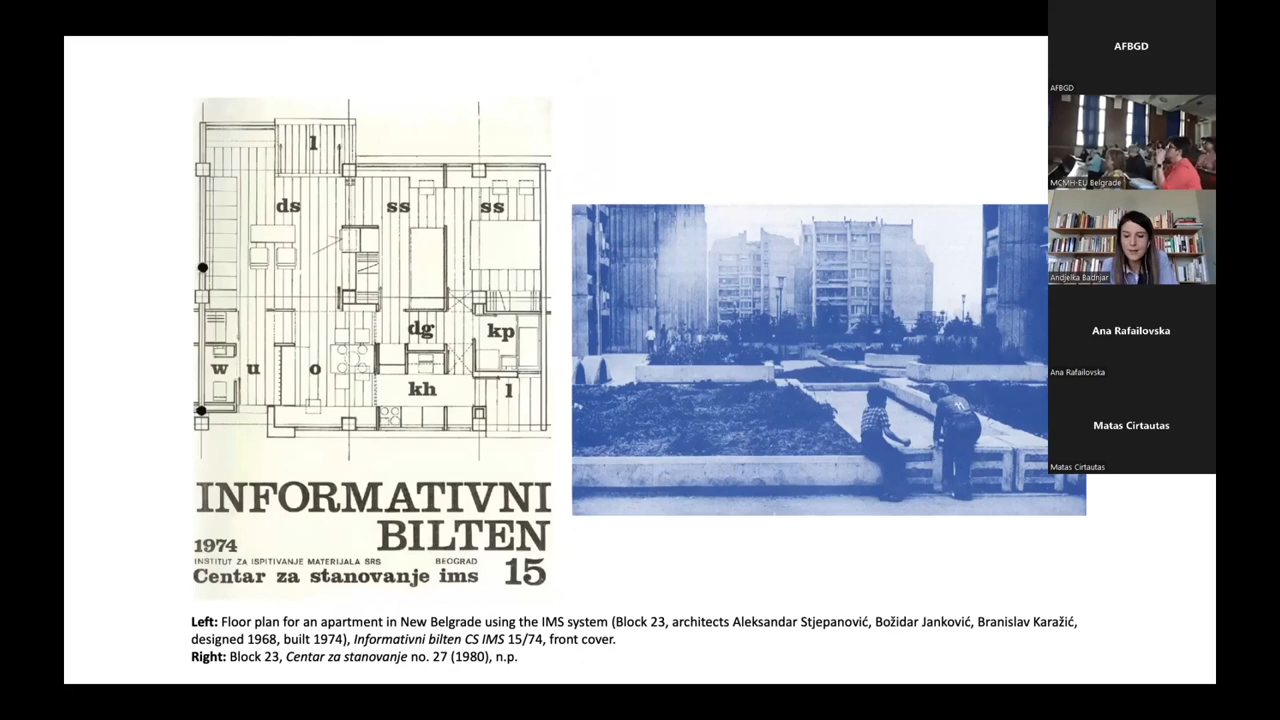 l
ds
ss
ss
dg
kp
w
u
o
kh
l
INFORMATIVNI
BILTEN
1974
INSTITUT ZA ISPITIVANJE MATERIJALA SRS BEOGRAD
Centar za stanovanje ims 15
11
Left: Floor plan for an apartment in New Belgrade using the IMS system (Block 23, architects Aleksandar Stjepanović, Božidar Janković, Branislav Karažić,
designed 1968, built 1974), Informativni bilten CS IMS 15/74, front cover.
Right: Block 23, Centar za stanovanje no. 27 (1980), n.p.
AFBGD
AFBGD
MCMH-EU Belgrade
Andjelka Badnjar
Ana Rafailovska
Ana Rafailovska
Matas Cirtautas
Matas Cirtautas